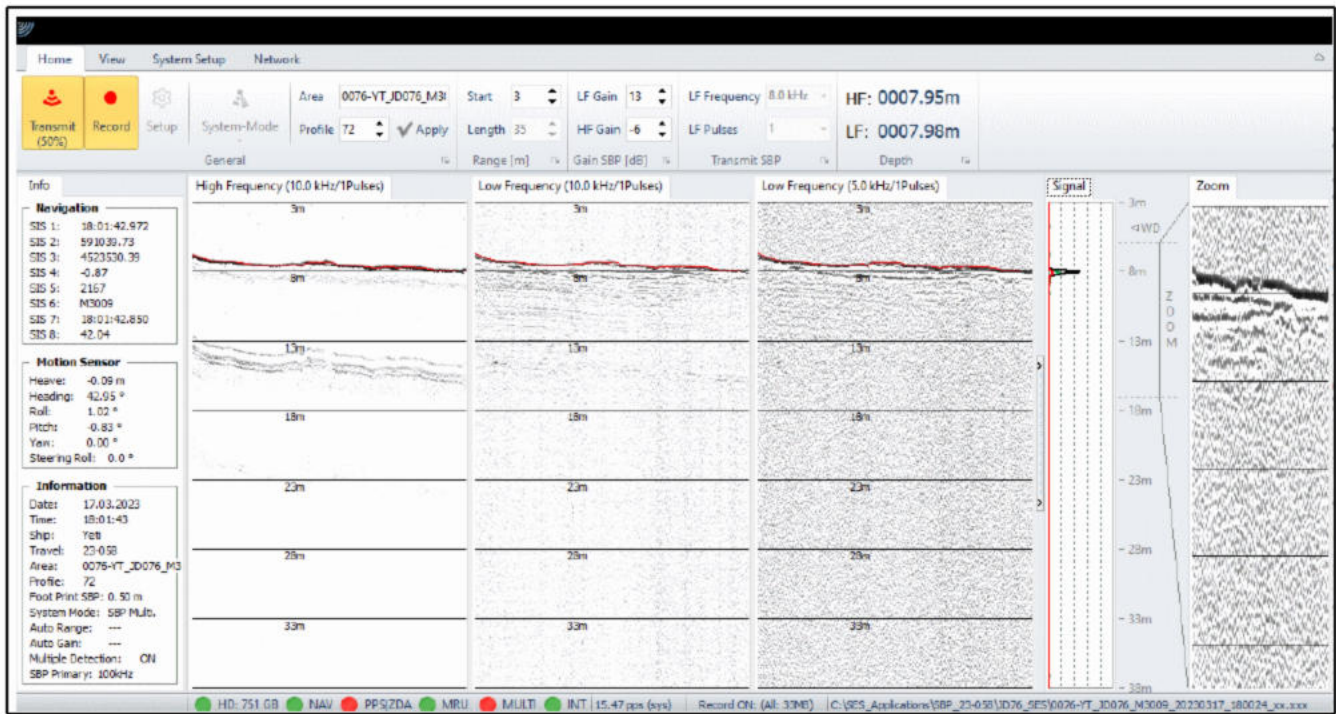 Home View System Setup Network
Transmit (50%) Record Setup System-Mode
Area 0076-YT_JD076_M3
Profile 72 Apply
Start 3
Length 35
LF Gain 13
HF Gain -6
LF Frequency 8.0 kHz
LF Pulses 1
HF: 0007.95m
LF: 0007.98m
General Range [m] Gain SBP [dB] Transmit SBP Depth
Info
Navigation
SIS 1: 18:01:42.972
SIS 2: 591039.73
SIS 3: 4523530.39
SIS 4: -0.87
SIS 5: 2167
SIS 6: M3009
SIS 7: 18:01:42.850
SIS 8: 42.04
Motion Sensor
Heave: -0.09 m
Heading: 42.95 °
Roll: 1.02 °
Pitch: -0.83 °
Yaw: 0.00 °
Steering Roll: 0.0 °
Information
Date: 17.03.2023
Time: 18:01:43
Ship: Yeti
Travel: 23-058
Area: 0076-YT_JD076_M3
Profile: 72
Foot Print SBP: 0.50 m
System Mode: SBP Multi.
Auto Range: ---
Auto Gain: ---
Multiple Detection: ON
SBP Primary: 100kHz
High Frequency (10.0 kHz/1Pulses)
3m
8m
13m
18m
23m
28m
33m
Low Frequency (10.0 kHz/1Pulses)
3m
8m
13m
18m
23m
28m
33m
Low Frequency (5.0 kHz/1Pulses)
3m
8m
13m
18m
23m
28m
33m
Signal
3m
WD
8m
13m
18m
23m
28m
33m
38m
ZOOM
Zoom
HD: 751 GB NAV PPS|ZDA MRU MULTI INT 15.47 pps (sys) Record ON: (All: 33MB) C:\SES_Applications\SBP_23-058\JD76_SES\0076-YT_JD076_M3009_20230317_180024_xx.xxx